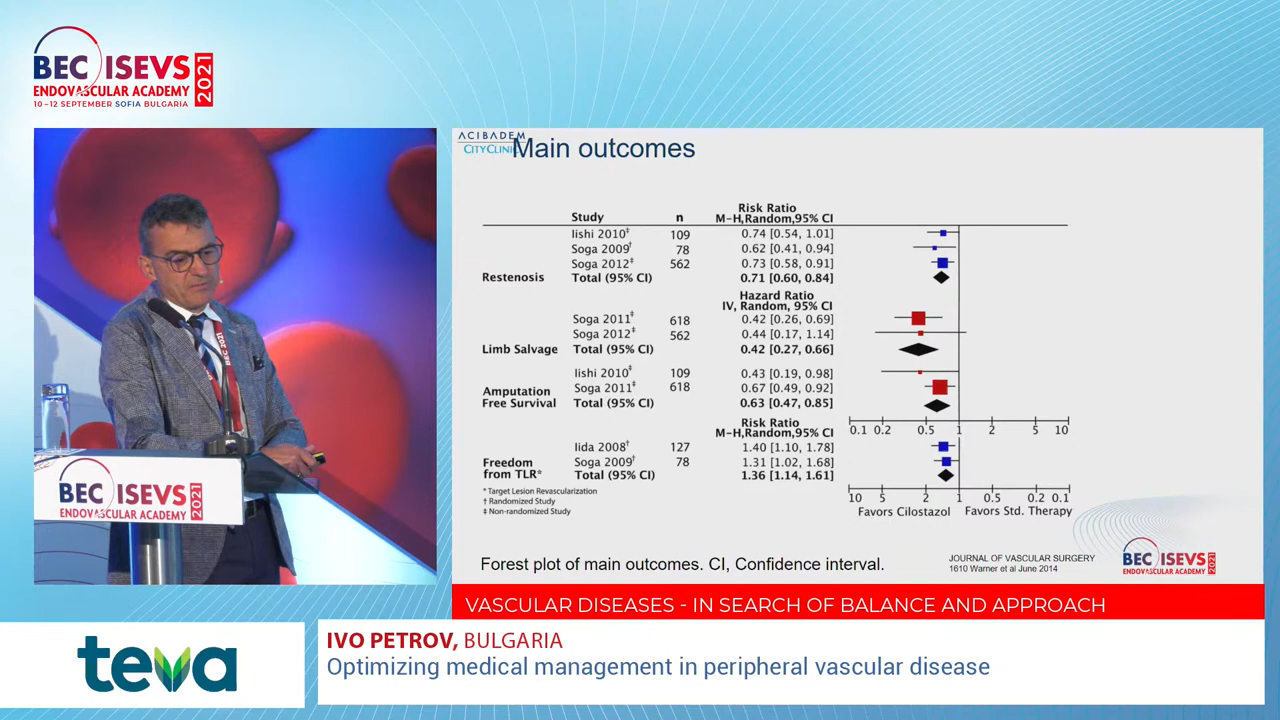 BEC ISEVS
2021
ENDOVASCULAR ACADEMY
10–12 SEPTEMBER SOFIA BULGARIA
BEC 2021
BEC ISEVS
2021
ENDOVASCULAR ACADEMY
ACIBADEM
CITYCLINIC
Main outcomes
Study n Risk Ratio M-H,Random,95% CI
Iishi 2010‡ 109 0.74 [0.54, 1.01]
Soga 2009† 78 0.62 [0.41, 0.94]
Soga 2012‡ 562 0.73 [0.58, 0.91]
Restenosis Total (95% CI) 0.71 [0.60, 0.84]
Hazard Ratio
IV, Random, 95% CI
Soga 2011‡ 618 0.42 [0.26, 0.69]
Soga 2012‡ 562 0.44 [0.17, 1.14]
Limb Salvage Total (95% CI) 0.42 [0.27, 0.66]
Iishi 2010‡ 109 0.43 [0.19, 0.98]
Amputation Soga 2011‡ 618 0.67 [0.49, 0.92]
Free Survival Total (95% CI) 0.63 [0.47, 0.85]
0.1 0.2 0.5 1 2 5 10
Risk Ratio
M-H,Random,95% CI
Iida 2008† 127 1.40 [1.10, 1.78]
Freedom Soga 2009† 78 1.31 [1.02, 1.68]
from TLR* Total (95% CI) 1.36 [1.14, 1.61]
* Target Lesion Revascularization
† Randomized Study
‡ Non-randomized Study
10 5 2 1 0.5 0.2 0.1
Favors Cilostazol Favors Std. Therapy
Forest plot of main outcomes. CI, Confidence interval.
JOURNAL OF VASCULAR SURGERY
1610 Warner et al June 2014
BEC ISEVS
2021
ENDOVASCULAR ACADEMY
VASCULAR DISEASES - IN SEARCH OF BALANCE AND APPROACH
teva
IVO PETROV, BULGARIA
Optimizing medical management in peripheral vascular disease